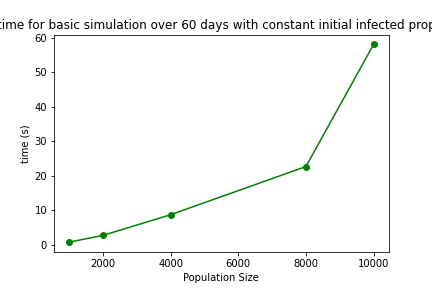 time for basic simulation over 60 days with constant initial infected prop
60
50
40
30
20
10
0
time (s)
2000 4000 6000 8000 10000
Population Size